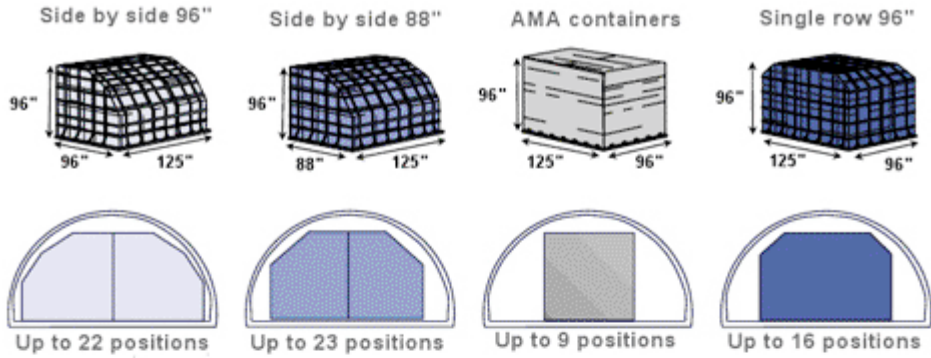 Side by side 96"
Side by side 88"
AMA containers
Single row 96"
96"
96"
125"
96"
88"
125"
96"
125"
96"
96"
125"
96"
Up to 22 positions
Up to 23 positions
Up to 9 positions
Up to 16 positions